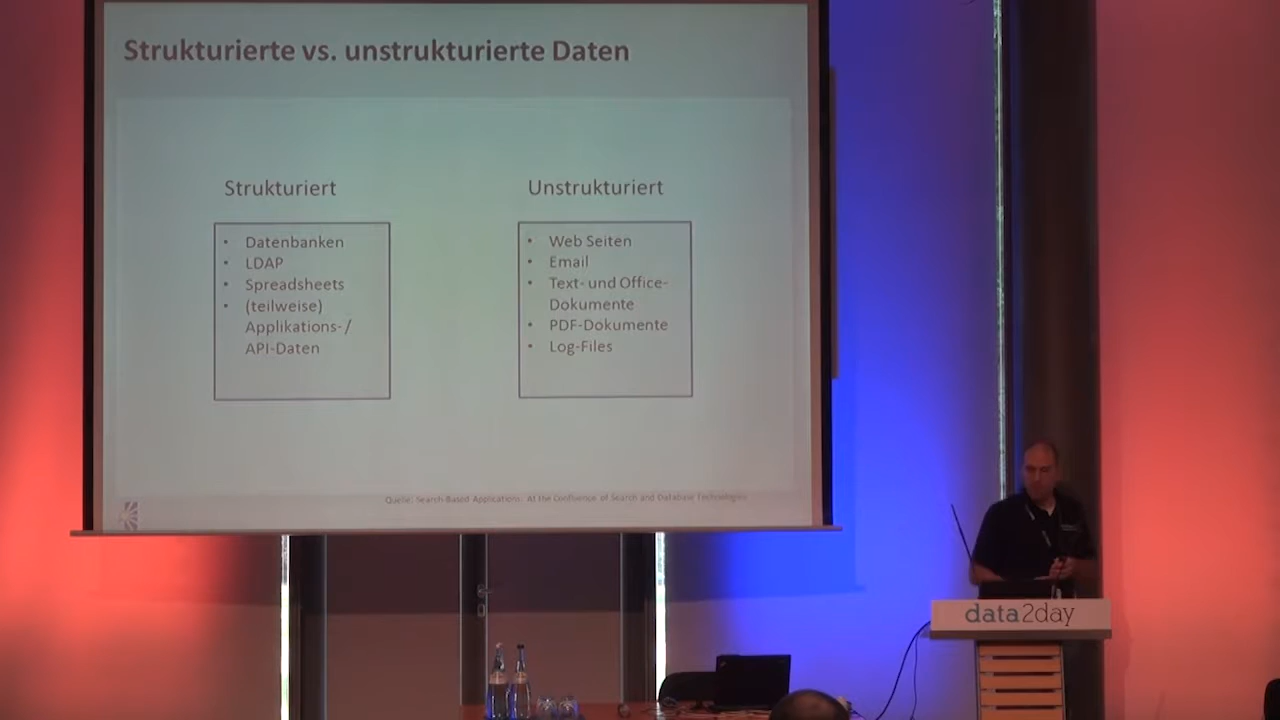 Strukturierte vs. unstrukturierte Daten
Strukturiert
• Datenbanken
• LDAP
• Spreadsheets
• (teilweise)
Applikations- /
API-Daten
Unstrukturiert
• Web Seiten
• Email
• Text- und Office-
Dokumente
• PDF-Dokumente
• Log-Files
Quelle: Search-Based Applications: At the Confluence of Search and Database Technologies
data2day